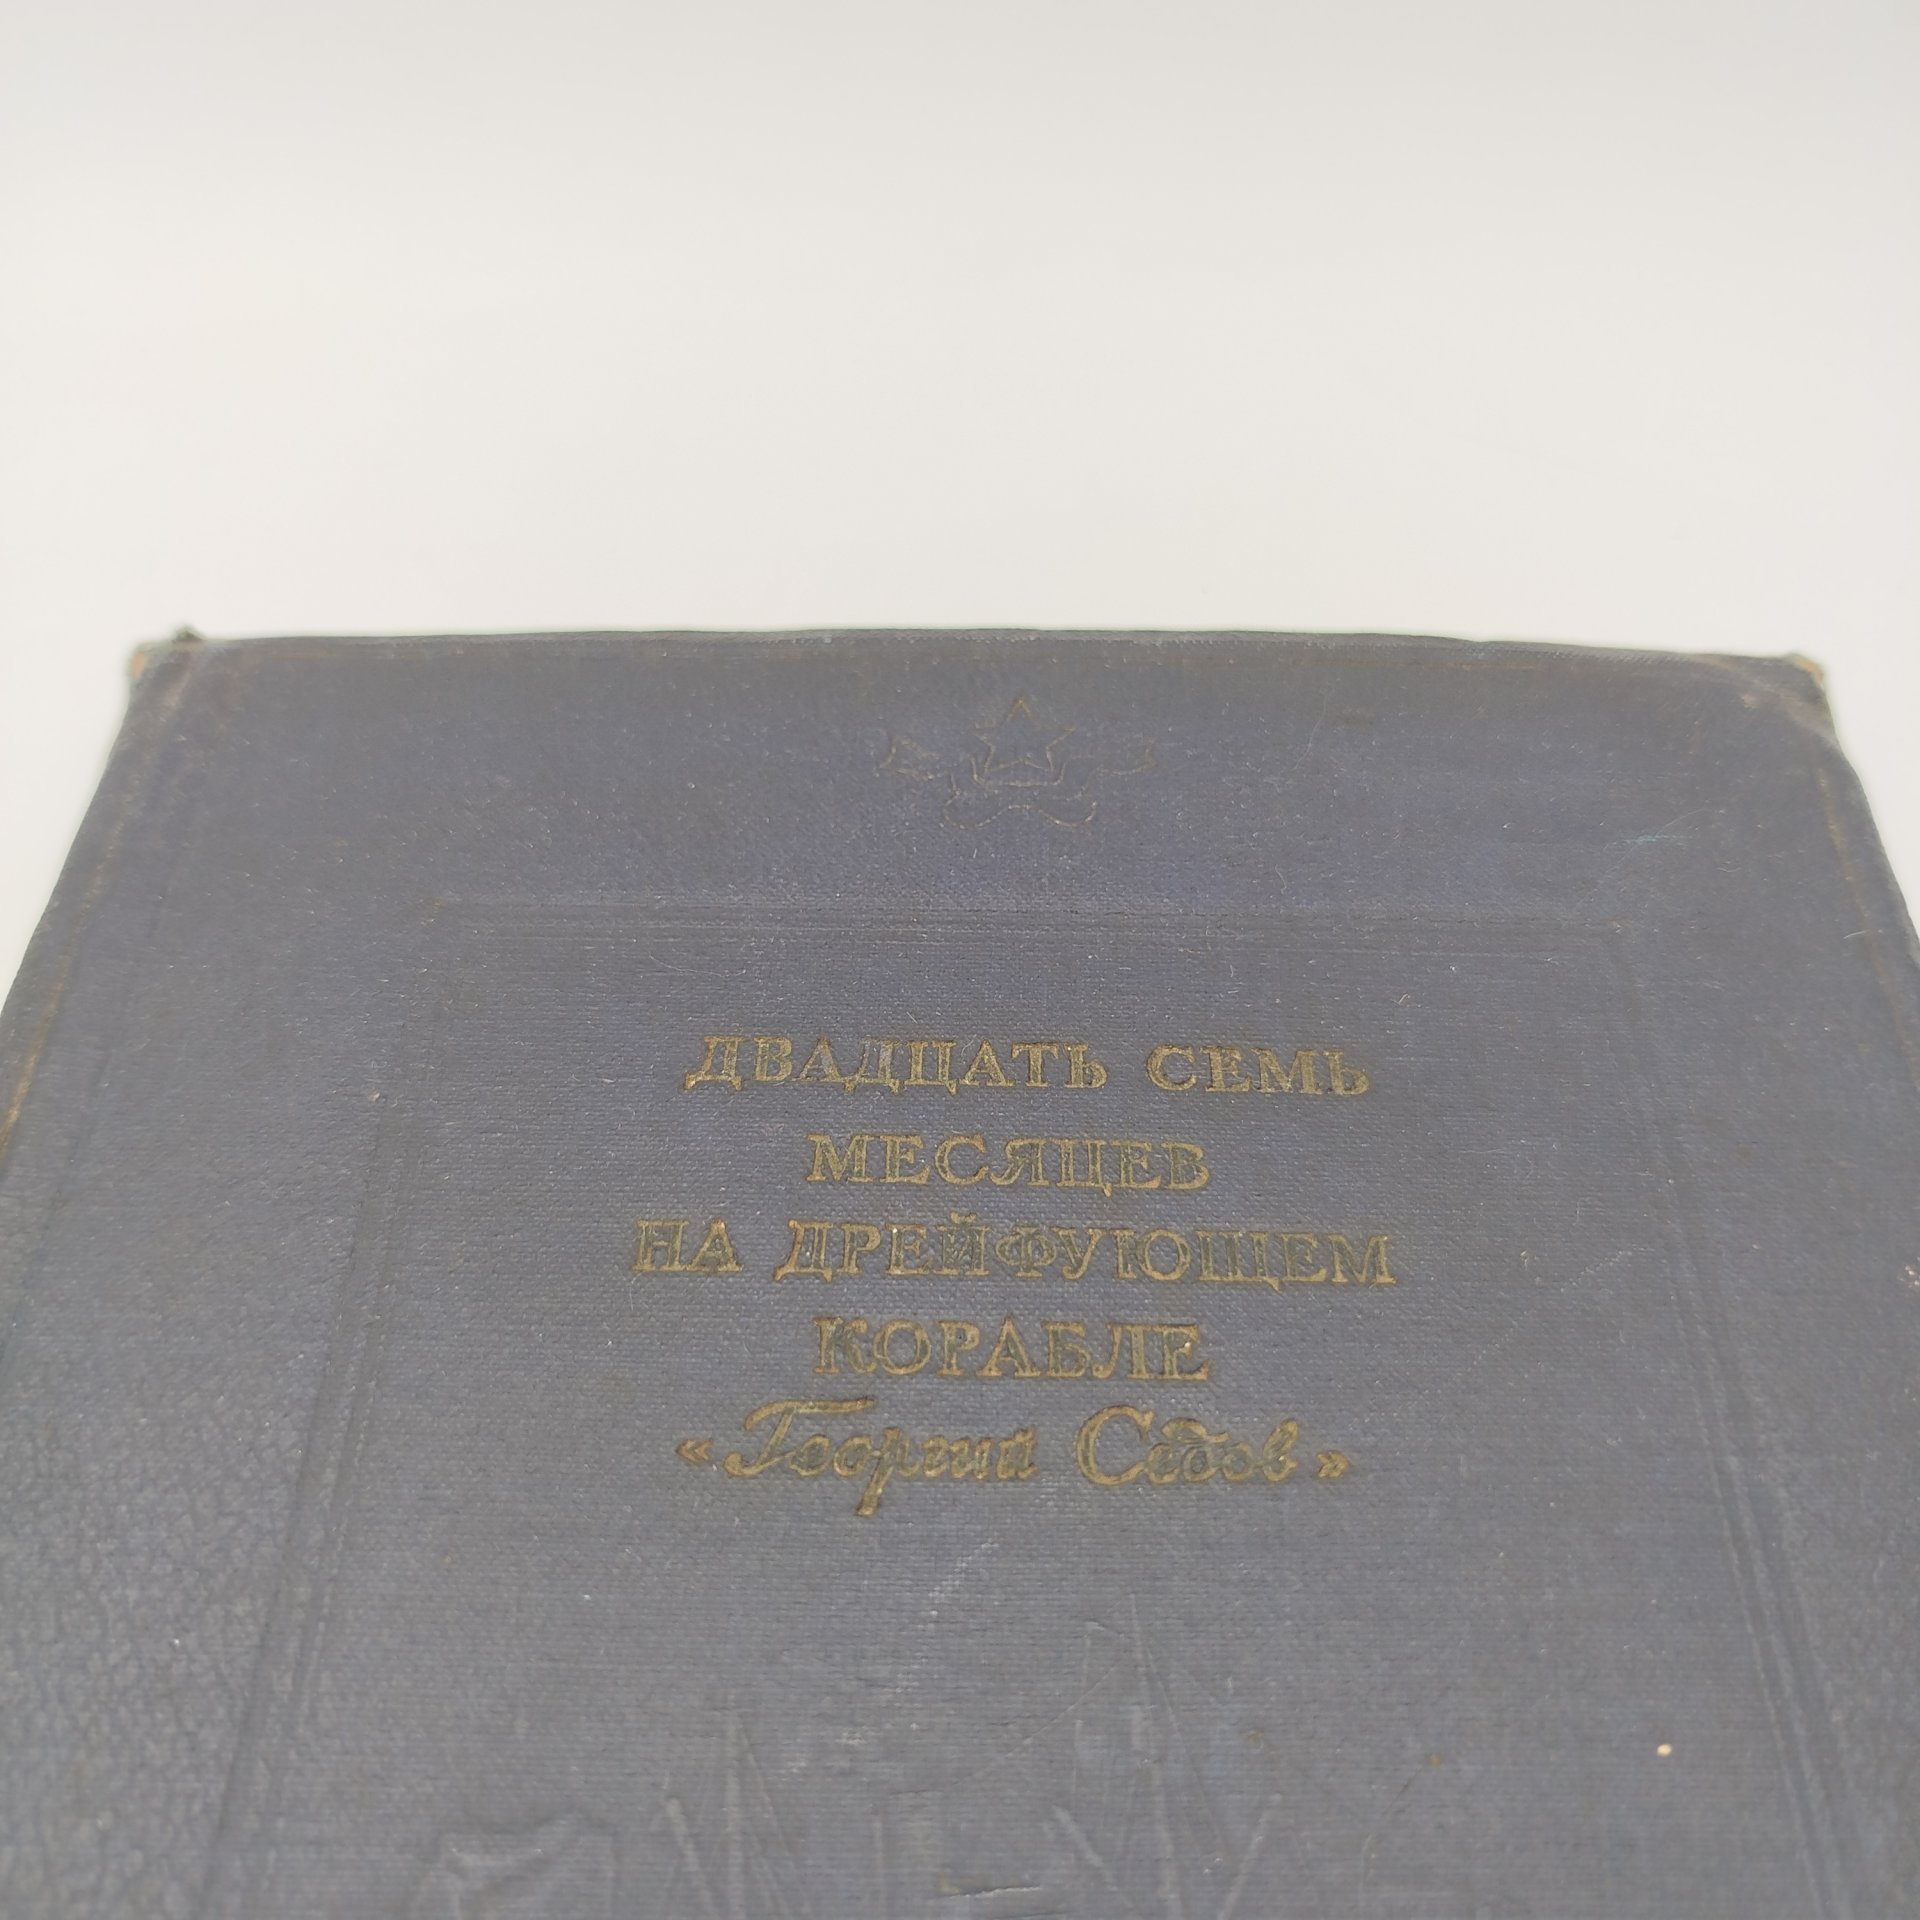 ДВАДЦАТЬ СЕМЬ
МЕСЯЦЕВ
НА ДРЕЙФУЮЩЕМ
КОРАБЛЕ
«Георгий Седов»